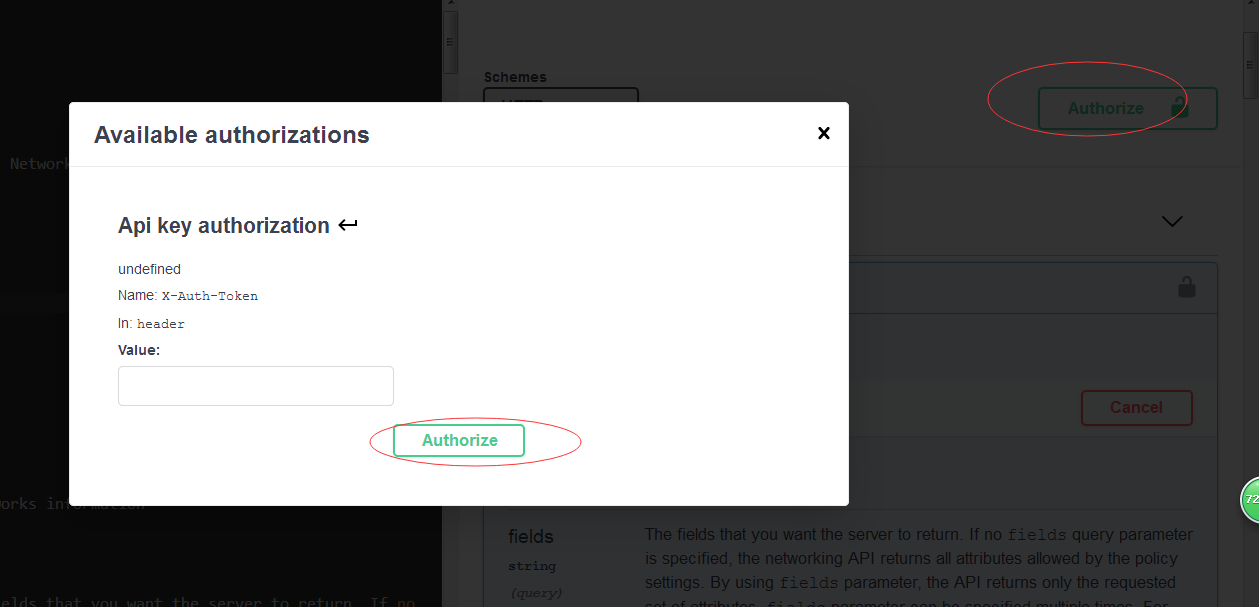 Schemes
Authorize
Available authorizations
Network
Api key authorization
undefined
Name: X-Auth-Token
In: header
Value:
Cancel
Authorize
72
orks information
fields
The fields that you want the server to return. If no fields query parameter
is specified, the networking API returns all attributes allowed by the policy
string
settings. By using fields parameter, the API returns only the requested
(query)
set of attributes. fields parameter can be specified multiple times. For
elds that you want the server to return. If no